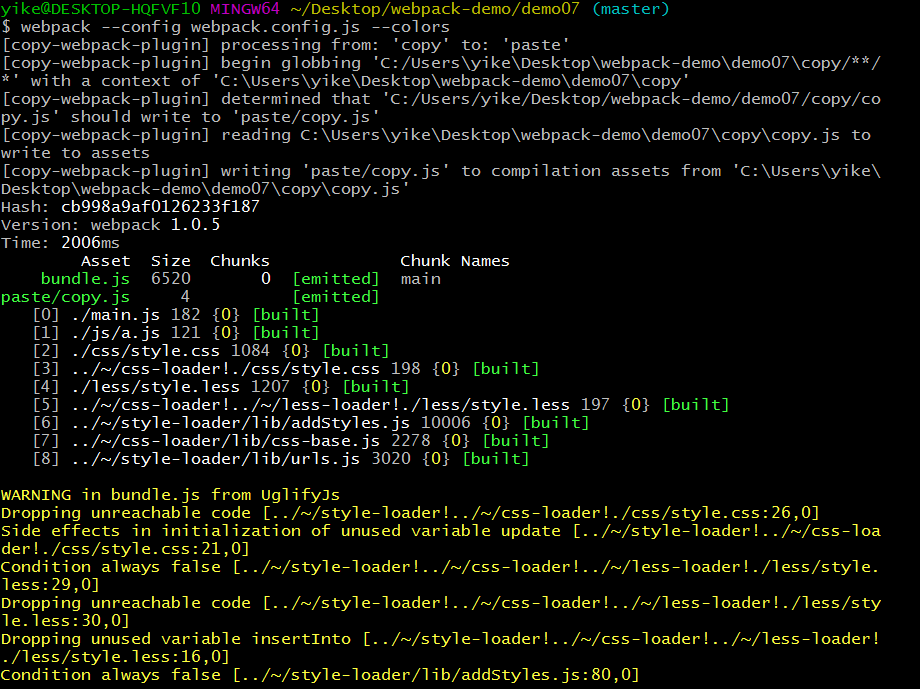 yike@DESKTOP-HQFVF10 MINGW64 ~/Desktop/webpack-demo/demo07 (master)
$ webpack --config webpack.config.js --colors
[copy-webpack-plugin] processing from: 'copy' to: 'paste'
[copy-webpack-plugin] begin globbing 'C:/Users\yike\Desktop\webpack-demo\demo07\copy/**/
*' with a context of 'C:\Users\yike\Desktop\webpack-demo\demo07\copy'
[copy-webpack-plugin] determined that 'C:/Users/yike/Desktop/webpack-demo/demo07/copy/co
py.js' should write to 'paste/copy.js'
[copy-webpack-plugin] reading C:\Users\yike\Desktop\webpack-demo\demo07\copy\copy.js to
write to assets
[copy-webpack-plugin] writing 'paste/copy.js' to compilation assets from 'C:\Users\yike\
Desktop\webpack-demo\demo07\copy\copy.js'
Hash: cb998a9af0126233f187
Version: webpack 1.0.5
Time: 2006ms
        Asset  Size  Chunks             Chunk Names
    bundle.js  6520       0  [emitted]  main
paste/copy.js     4          [emitted]
   [0] ./main.js 182 {0} [built]
   [1] ./js/a.js 121 {0} [built]
   [2] ./css/style.css 1084 {0} [built]
   [3] ../~/css-loader!./css/style.css 198 {0} [built]
   [4] ./less/style.less 1207 {0} [built]
   [5] ../~/css-loader!../~/less-loader!./less/style.less 197 {0} [built]
   [6] ../~/style-loader/lib/addStyles.js 10006 {0} [built]
   [7] ../~/css-loader/lib/css-base.js 2278 {0} [built]
   [8] ../~/style-loader/lib/urls.js 3020 {0} [built]
WARNING in bundle.js from UglifyJs
Dropping unreachable code [../~/style-loader!../~/css-loader!./css/style.css:26,0]
Side effects in initialization of unused variable update [../~/style-loader!../~/css-loa
der!./css/style.css:21,0]
Condition always false [../~/style-loader!../~/css-loader!../~/less-loader!./less/style.
less:29,0]
Dropping unreachable code [../~/style-loader!../~/css-loader!../~/less-loader!./less/sty
le.less:30,0]
Dropping unused variable insertInto [../~/style-loader!../~/css-loader!../~/less-loader!
./less/style.less:16,0]
Condition always false [../~/style-loader/lib/addStyles.js:80,0]